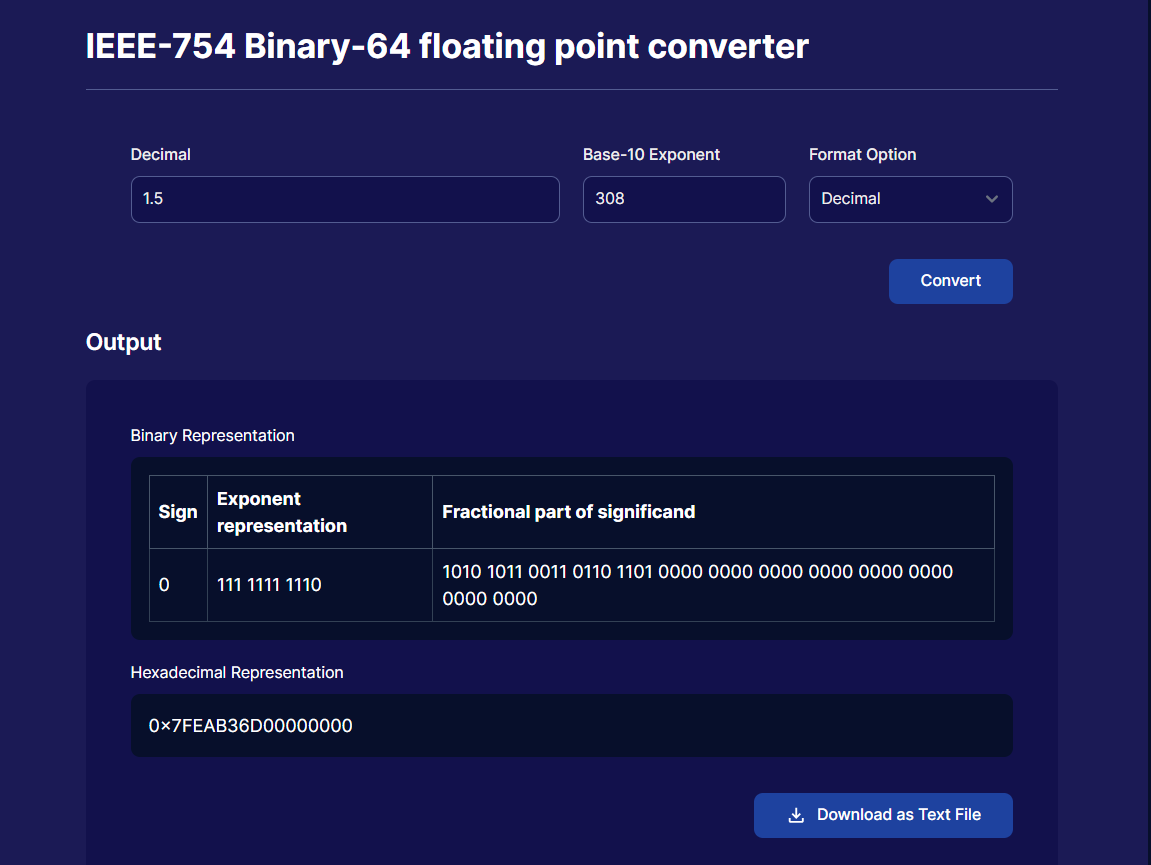 IEEE-754 Binary-64 floating point converter
Decimal
Base-10 Exponent
Format Option
1.5
308
Decimal
Convert
Output
Binary Representation
Sign
Exponent
representation
Fractional part of significand
0
111 1111 1110
1010 1011 0011 0110 1101 0000 0000 0000 0000 0000 0000
0000 0000
Hexadecimal Representation
0×7FEAB36D00000000
Download as Text File